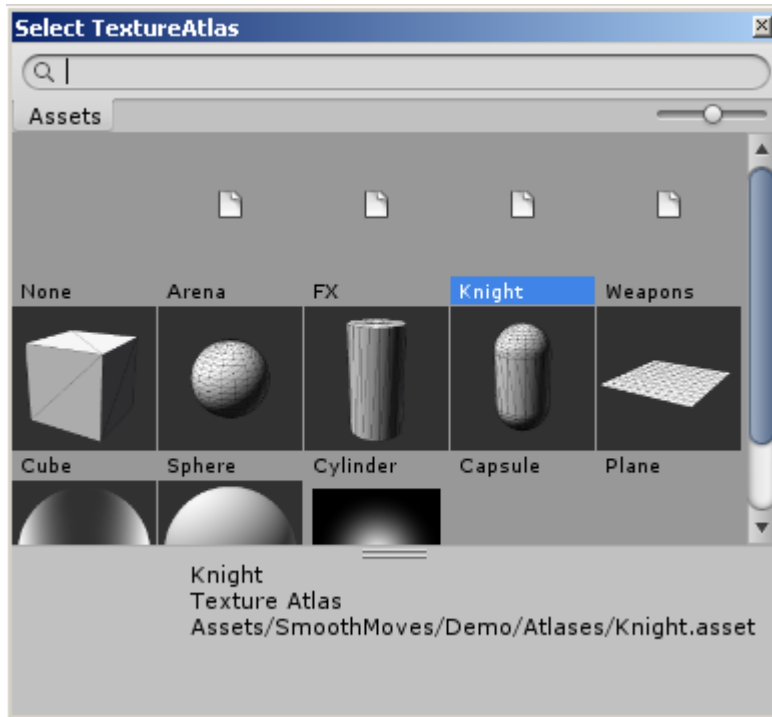 Select TextureAtlas
Assets
None Arena FX Knight Weapons
Cube Sphere Cylinder Capsule Plane
Knight
Texture Atlas
Assets/SmoothMoves/Demo/Atlases/Knight.asset